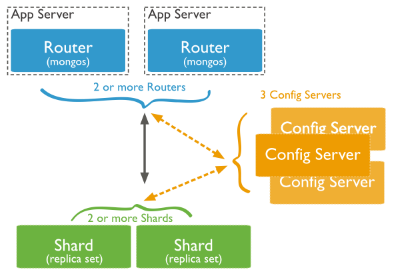 App Server
App Server
Router
(mongos)
Router
(mongos)
2 or more Routers
3 Config Servers
Config Server
Config Server
Config Server
2 or more Shards
Shard
(replica set)
Shard
(replica set)